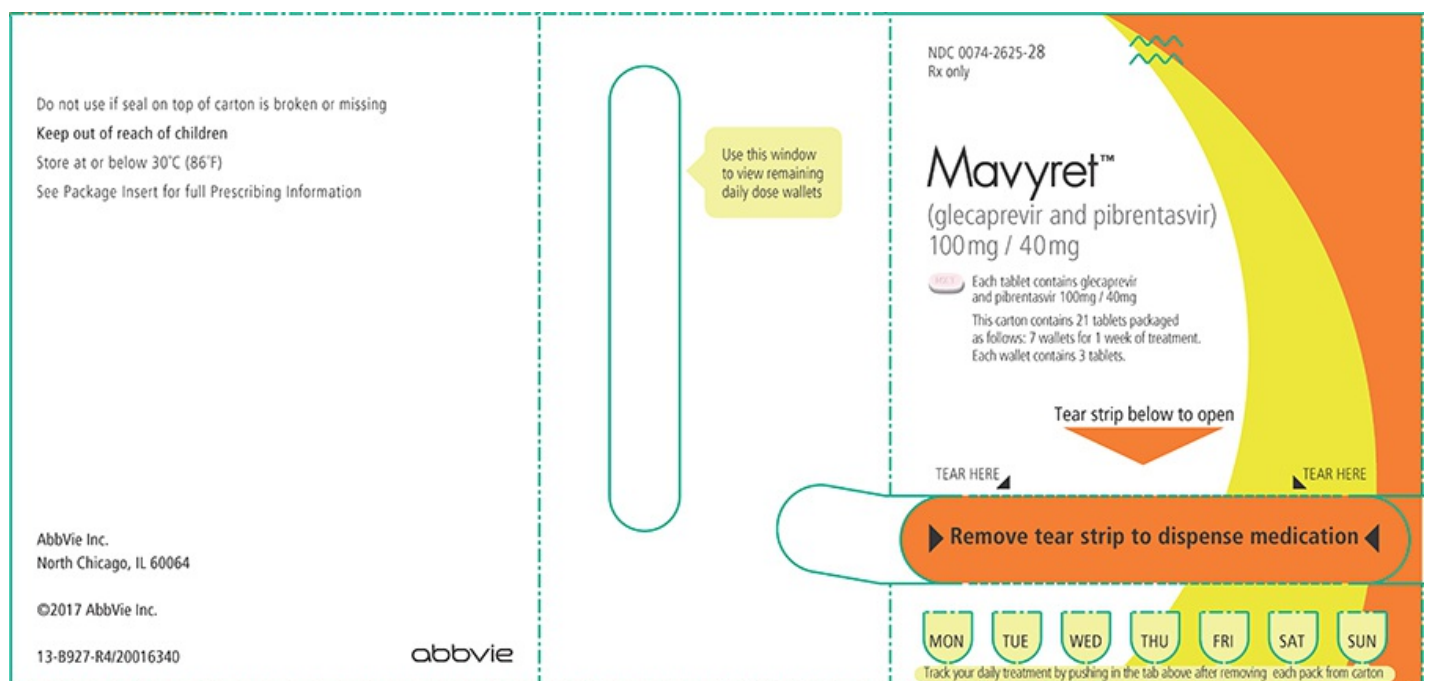 Do not use if seal on top of carton is broken or missing
Keep out of reach of children
Store at or below 30°C (86°F)
See Package Insert for full Prescribing Information
AbbVie Inc.
North Chicago, IL 60064
©2017 AbbVie Inc.
13-B927-R4/20016340
abbvie
Use this window
to view remaining
daily dose wallets
NDC 0074-2625-28
Rx only
Mavyret™
(glecaprevir and pibrentasvir)
100mg / 40mg
Each tablet contains glecaprevir
and pibrentasvir 100mg / 40mg
This carton contains 21 tablets packaged
as follows: 7 wallets for 1 week of treatment.
Each wallet contains 3 tablets.
Tear strip below to open
TEAR HERE
TEAR HERE
Remove tear strip to dispense medication
MON TUE WED THU FRI SAT SUN
Track your daily treatment by pushing in the tab above after removing each pack from carton